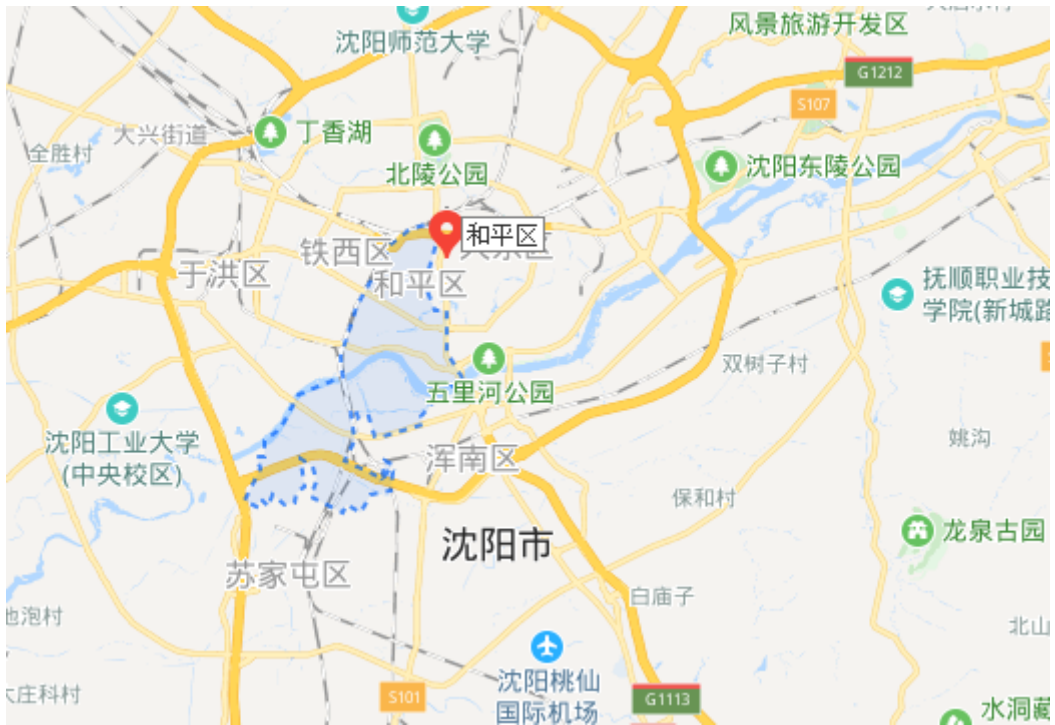 风景旅游开发区
沈阳师范大学
G1212
S107
大兴街道
丁香湖
全胜村
北陵公园
沈阳东陵公园
和平区
铁西区
于洪区
和平区
抚顺职业技
学院(新城路
双树子村
五里河公园
沈阳工业大学
(中央校区)
姚沟
浑南区
保和村
龙泉古园
沈阳市
苏家屯区
白庙子
池泡村
北山
沈阳桃仙
国际机场
大庄科村
S101
G1113
水洞藏